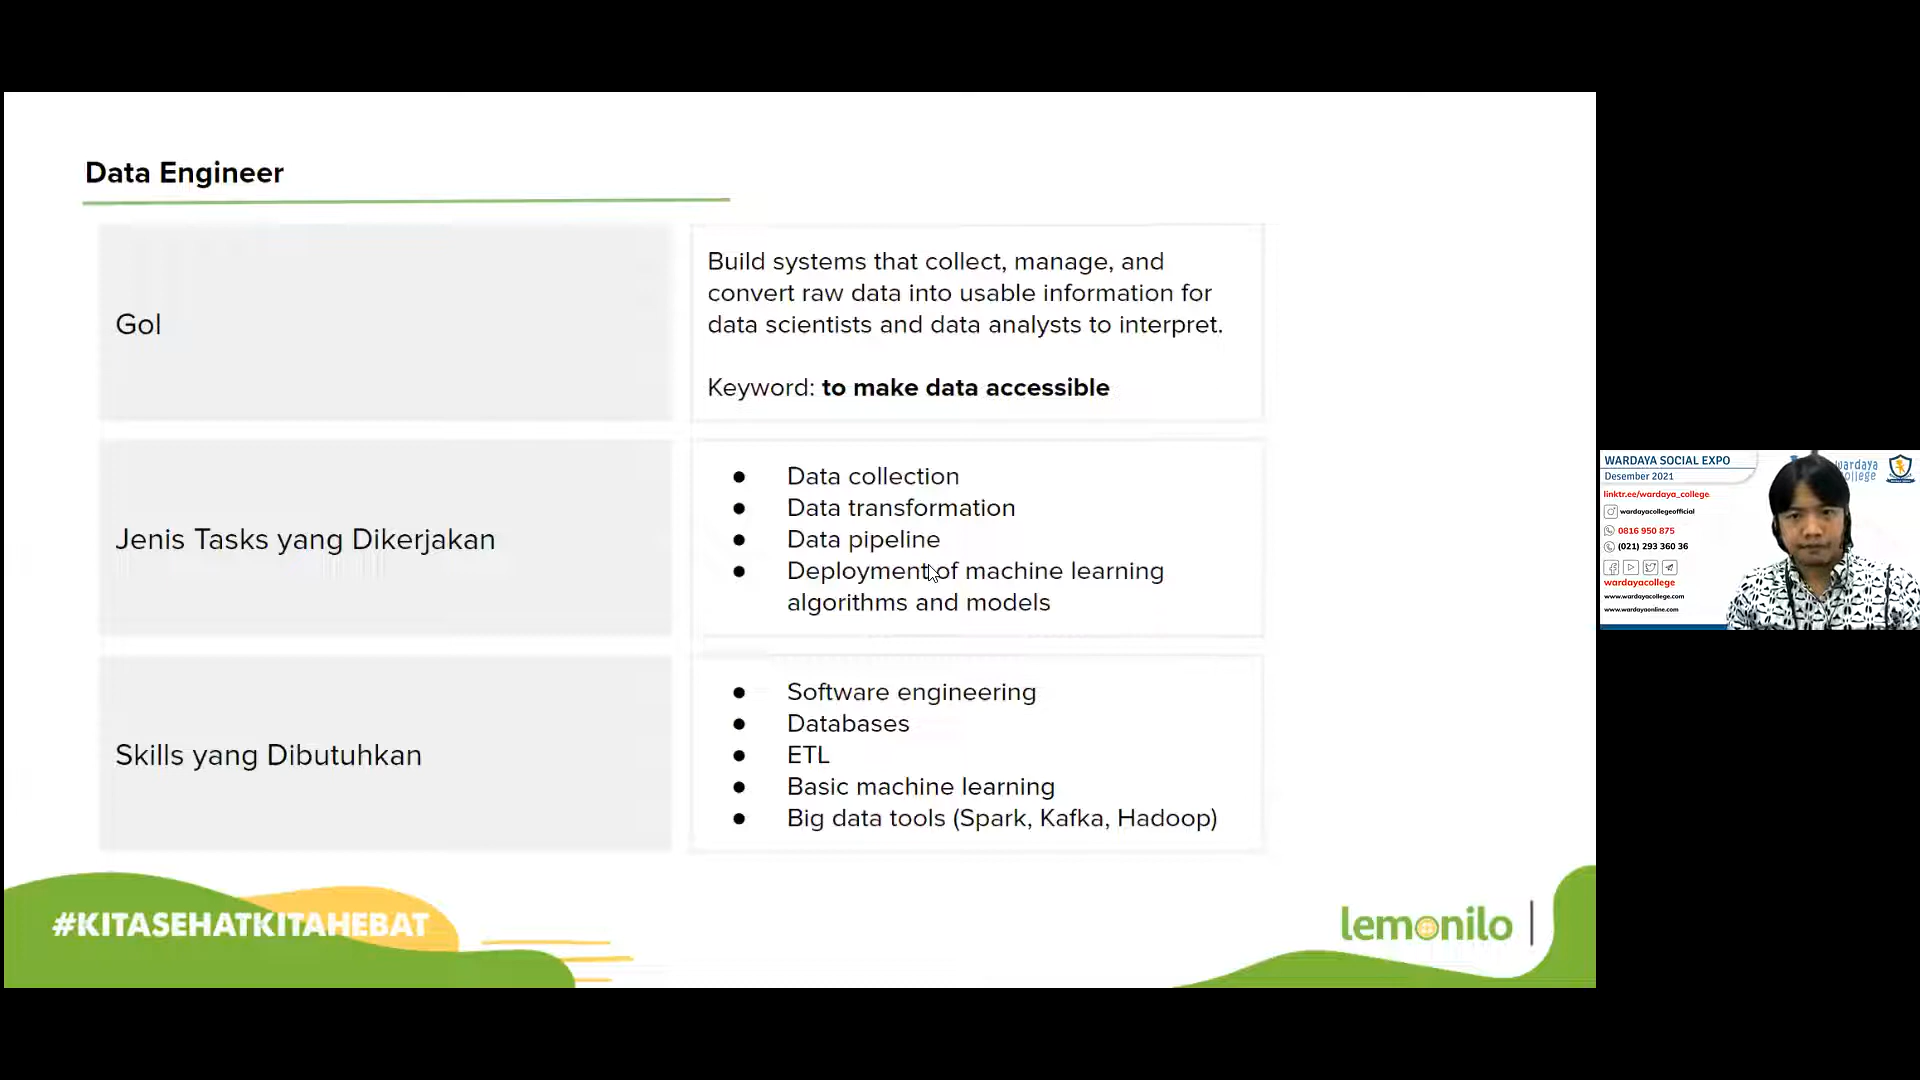 Data Engineer
Gol
Build systems that collect, manage, and
convert raw data into usable information for
data scientists and data analysts to interpret.
Keyword: to make data accessible
Jenis Tasks yang Dikerjakan
● Data collection
● Data transformation
● Data pipeline
● Deployment of machine learning
algorithms and models
Skills yang Dibutuhkan
● Software engineering
● Databases
● ETL
● Basic machine learning
● Big data tools (Spark, Kafka, Hadoop)
#KITASEHATKITAHEBAT
lemonilo
WARDAYA SOCIAL EXPO
Desember 2021
linktr.ee/wardaya_college
wardayacollegeofficial
0816 950 875
(021) 293 360 36
wardayacollege
www.wardayacollege.com
www.wardayaonline.com
wardaya
college